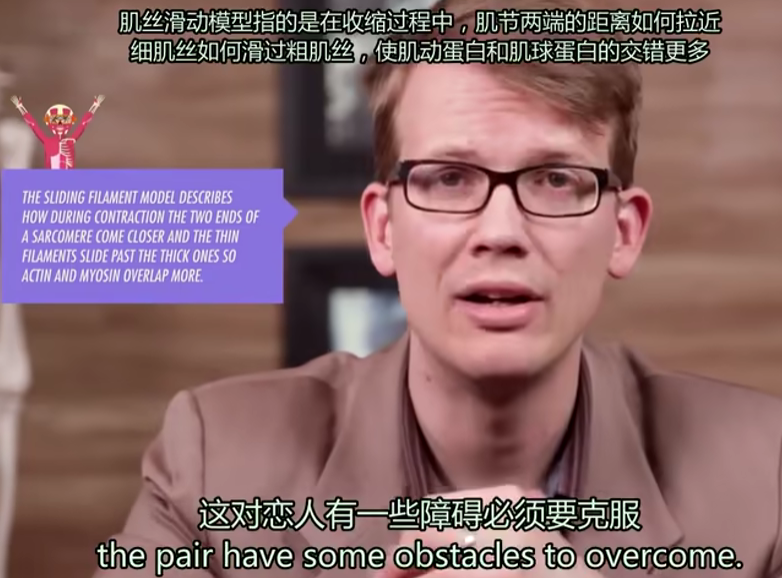 肌丝滑动模型指的是在收缩过程中，肌节两端的距离如何拉近
细肌丝如何滑过粗肌丝，使肌动蛋白和肌球蛋白的交错更多
THE SLIDING FILAMENT MODEL DESCRIBES
HOW DURING CONTRACTION THE TWO ENDS OF
A SARCOMERE COME CLOSER AND THE THIN
FILAMENTS SLIDE PAST THE THICK ONES SO
ACTIN AND MYOSIN OVERLAP MORE.
这对恋人有一些障碍必须要克服
the pair have some obstacles to overcome.